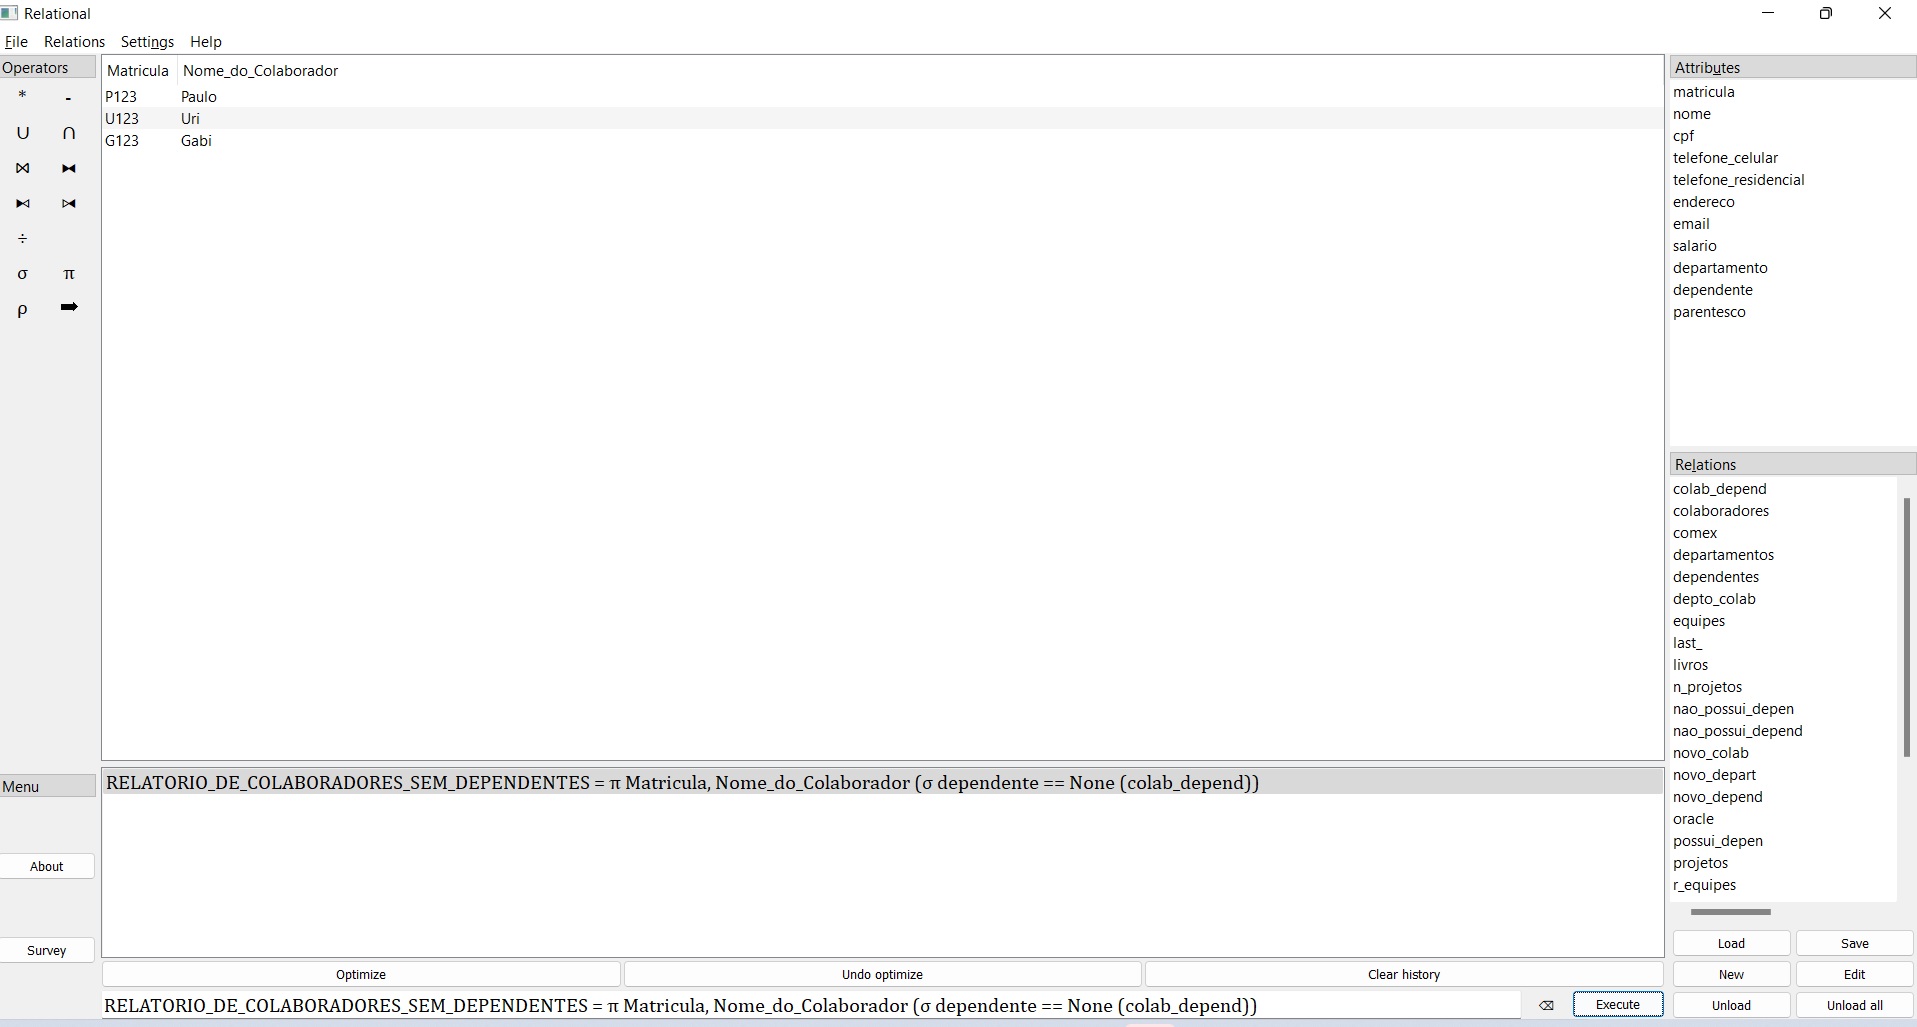 Relational
File Relations Settings Help
Operators
* -
∪ ∩
⋈ ⧓
⧑ ⧒
÷
σ π
ρ ➡
Menu
About
Survey
Matricula Nome_do_Colaborador
P123 Paulo
U123 Uri
G123 Gabi
RELATORIO_DE_COLABORADORES_SEM_DEPENDENTES = π Matricula, Nome_do_Colaborador (σ dependente == None (colab_depend))
Optimize Undo optimize Clear history
RELATORIO_DE_COLABORADORES_SEM_DEPENDENTES = π Matricula, Nome_do_Colaborador (σ dependente == None (colab_depend))
⌫ Execute
Attributes
matricula
nome
cpf
telefone_celular
telefone_residencial
endereco
email
salario
departamento
dependente
parentesco
Relations
colab_depend
colaboradores
comex
departamentos
dependentes
depto_colab
equipes
last_
livros
n_projetos
nao_possui_depen
nao_possui_depend
novo_colab
novo_depart
novo_depend
oracle
possui_depen
projetos
r_equipes
Load Save
New Edit
Unload Unload all